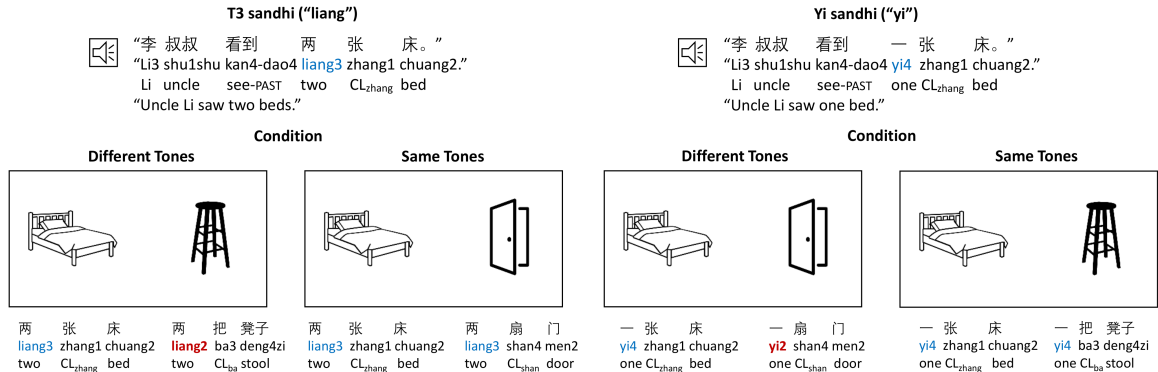 T3 sandhi (“liang”)
“李 叔叔 看到 两 张 床。”
“Li3 shu1shu kan4-dao4 liang3 zhang1 chuang2.”
Li uncle see-PAST two CLzhang bed
“Uncle Li saw two beds.”
Condition
Different Tones
Same Tones
两 张 床
liang3 zhang1 chuang2
two CLzhang bed
两 把 凳子
liang2 ba3 deng4zi
two CLba stool
两 张 床
liang3 zhang1 chuang2
two CLzhang bed
两 扇 门
liang3 shan4 men2
two CLshan door
Yi sandhi (“yi”)
“李 叔叔 看到 一 张 床。”
“Li3 shu1shu kan4-dao4 yi4 zhang1 chuang2.”
Li uncle see-PAST one CLzhang bed
“Uncle Li saw one bed.”
Condition
Different Tones
Same Tones
一 张 床
yi4 zhang1 chuang2
one CLzhang bed
一 扇 门
yi2 shan4 men2
one CLshan door
一 张 床
yi4 zhang1 chuang2
one CLzhang bed
一 把 凳子
yi4 ba3 deng4zi
one CLba stool